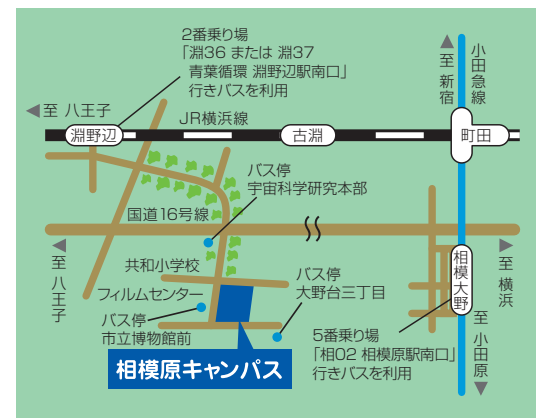 2番乗り場
「淵36 または 淵37
青葉循環 淵野辺駅南口」
行きバスを利用
至 新宿
小田急線
至 八王子
JR横浜線
淵野辺
古淵
町田
バス停
宇宙科学研究本部
国道16号線
至 八王子
共和小学校
フィルムセンター
バス停
市立博物館前
バス停
大野台三丁目
相模大野
至 横浜
5番乗り場
「相02 相模原駅南口」
行きバスを利用
至 小田原
相模原キャンパス